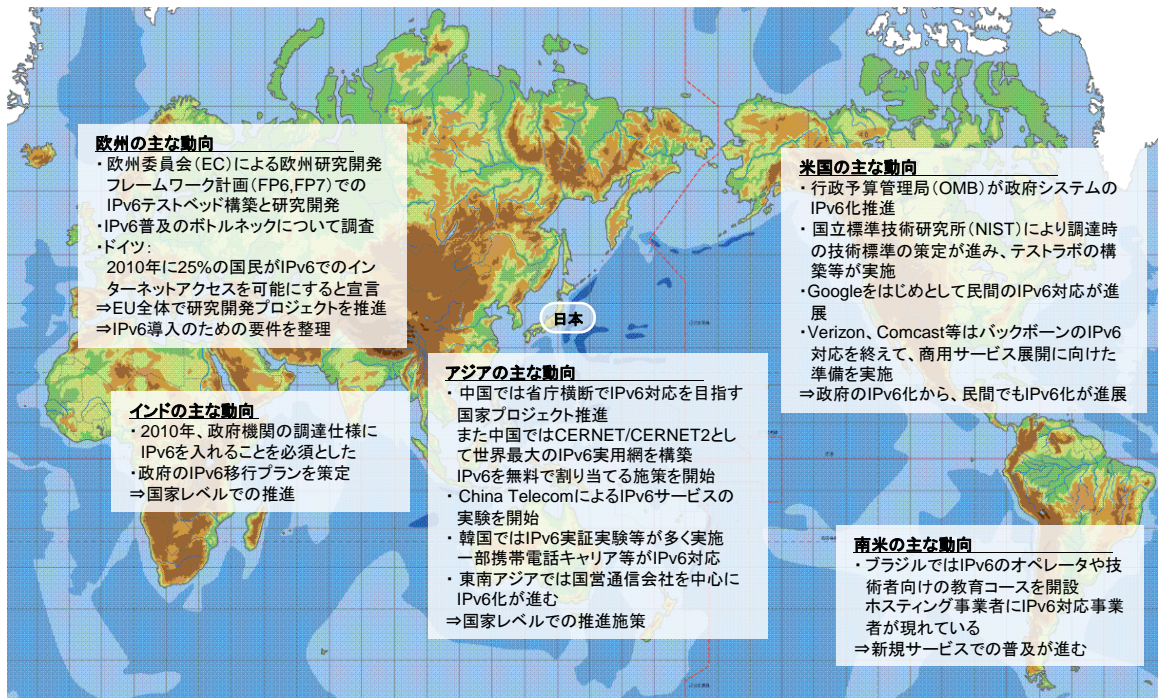 欧州の主な動向
・欧州委員会(EC)による欧州研究開発
フレームワーク計画(FP6,FP7)での
IPv6テストベッド構築と研究開発
・IPv6普及のボトルネックについて調査
・ドイツ:
2010年に25%の国民がIPv6でのイン
ターネットアクセスを可能にすると宣言
⇒EU全体で研究開発プロジェクトを推進
⇒IPv6導入のための要件を整理
インドの主な動向
・2010年、政府機関の調達仕様に
IPv6を入れることを必須とした
・政府のIPv6移行プランを策定
⇒国家レベルでの推進
日本
アジアの主な動向
・中国では省庁横断でIPv6対応を目指す
国家プロジェクト推進
また中国ではCERNET/CERNET2とし
て世界最大のIPv6実用網を構築
IPv6を無料で割り当てる施策を開始
・China TelecomによるIPv6サービスの
実験を開始
・韓国ではIPv6実証実験等が多く実施
一部携帯電話キャリア等がIPv6対応
・東南アジアでは国営通信会社を中心に
IPv6化が進む
⇒国家レベルでの推進施策
米国の主な動向
・行政予算管理局(OMB)が政府システムの
IPv6化推進
・国立標準技術研究所(NIST)により調達時
の技術標準の策定が進み、テストラボの構
築等が実施
・Googleをはじめとして民間のIPv6対応が進
展
・Verizon、Comcast等はバックボーンのIPv6
対応を終えて、商用サービス展開に向けた
準備を実施
⇒政府のIPv6化から、民間でもIPv6化が進展
南米の主な動向
・ブラジルではIPv6のオペレータや技
術者向けの教育コースを開設
ホスティング事業者にIPv6対応事業
者が現れている
⇒新規サービスでの普及が進む